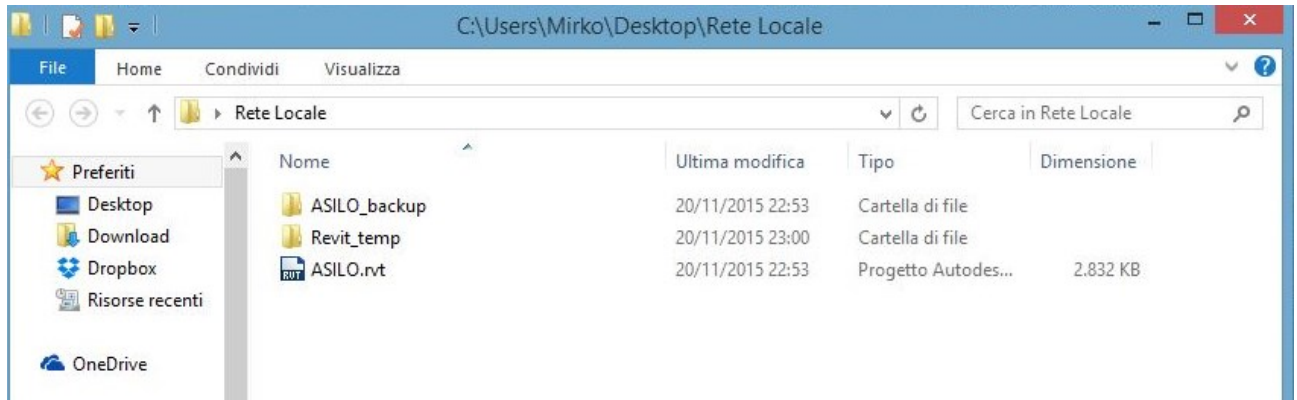 C:\Users\Mirko\Desktop\Rete Locale
File Home Condividi Visualizza
Rete Locale Cerca in Rete Locale
Preferiti
Desktop
Download
Dropbox
Risorse recenti
OneDrive
Nome Ultima modifica Tipo Dimensione
ASILO_backup 20/11/2015 22:53 Cartella di file
Revit_temp 20/11/2015 23:00 Cartella di file
RVT ASILO.rvt 20/11/2015 22:53 Progetto Autodes... 2.832 KB